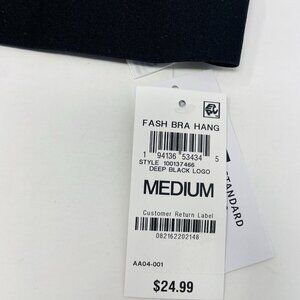 FASH BRA HANG
1 94136 53434 5
STYLE 100137466
DEEP BLACK LOGO
MEDIUM
Customer Return Label
082162202148
AA04-001
$24.99
STANDARD